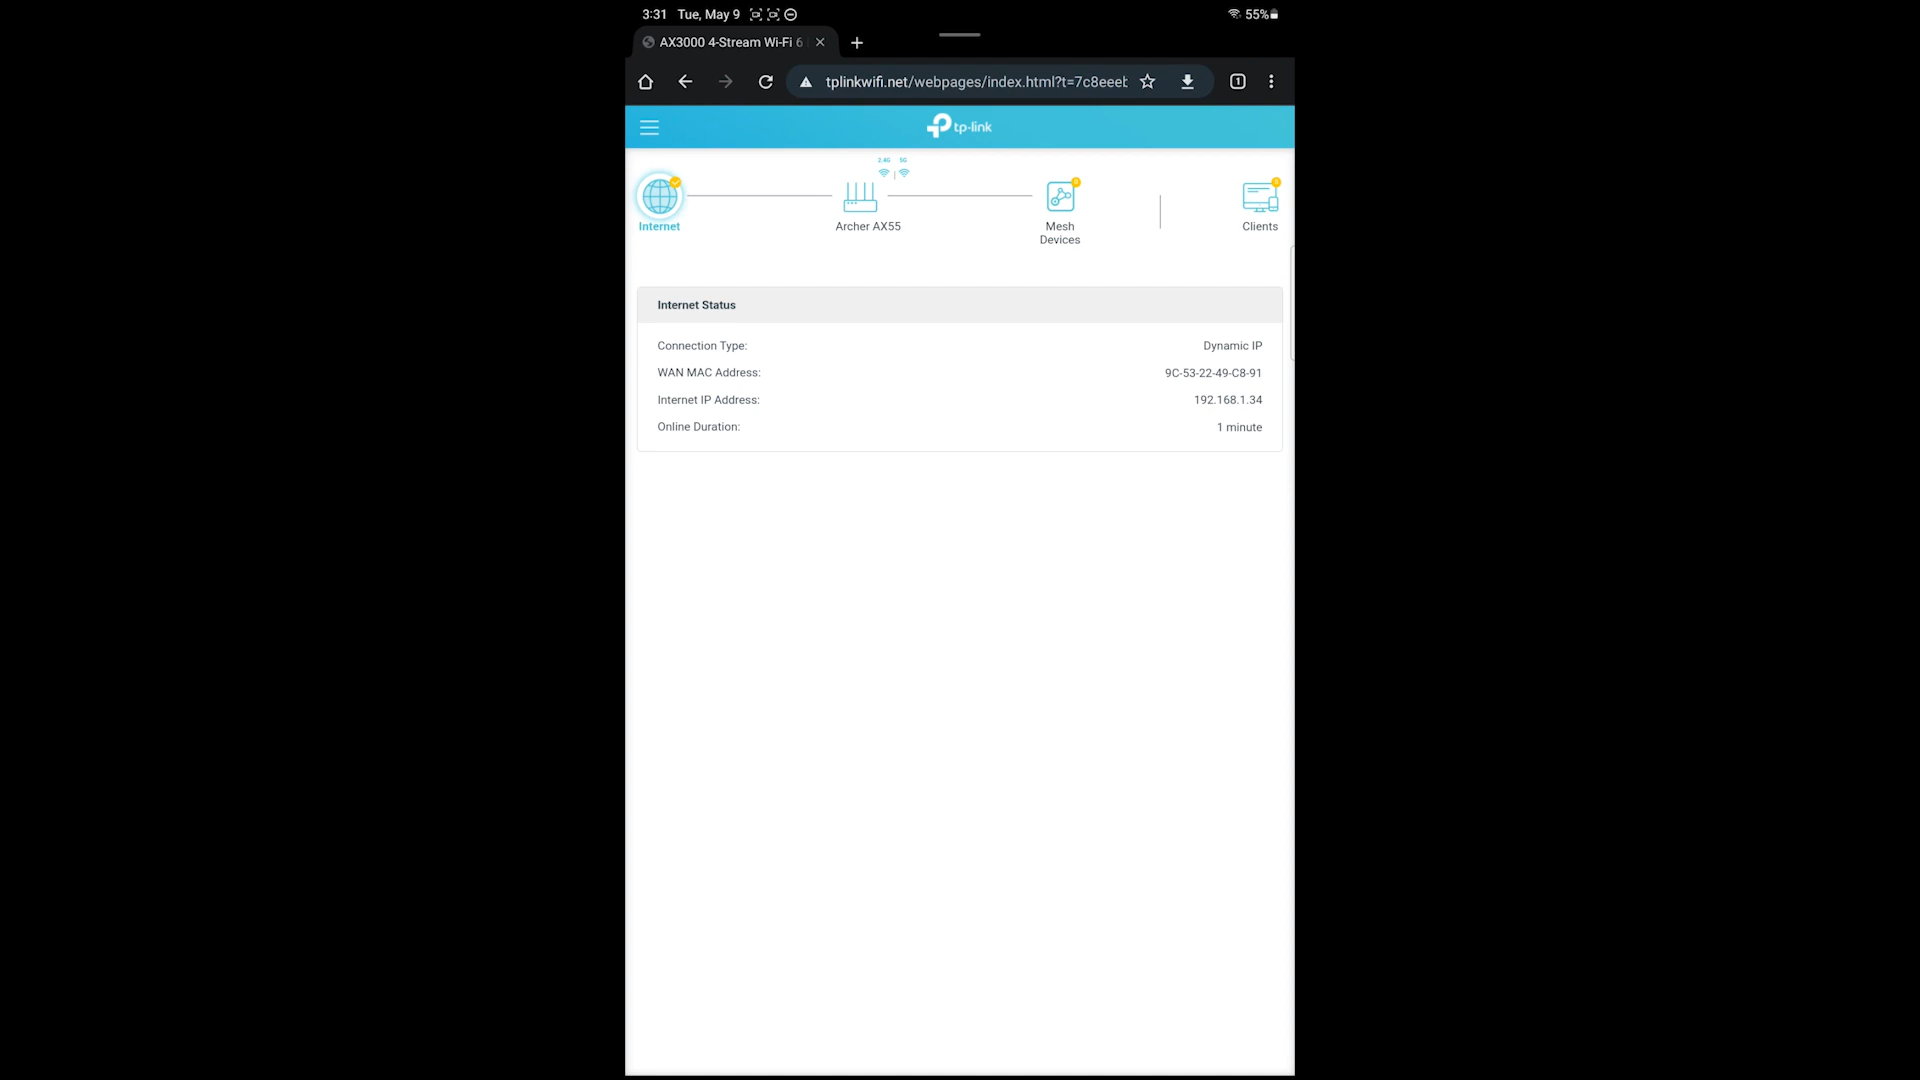 3:31 Tue, May 9 55%
AX3000 4-Stream Wi-Fi 6
tplinkwifi.net/webpages/index.html?t=7c8eeeb 1
tp-link
2.4G 5G
Internet
Archer AX55
Mesh
Devices
Clients
Internet Status
Connection Type: Dynamic IP
WAN MAC Address: 9C-53-22-49-C8-91
Internet IP Address: 192.168.1.34
Online Duration: 1 minute